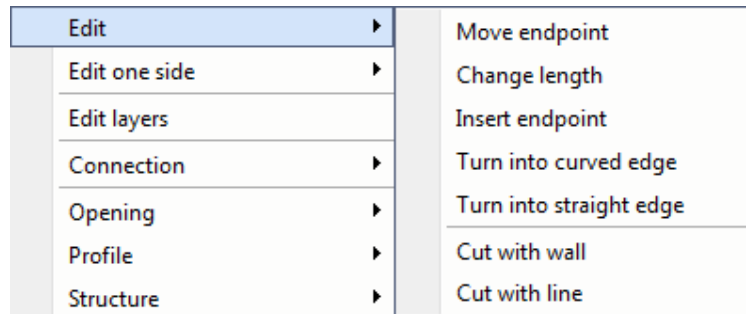 Edit
Edit one side
Edit layers
Connection
Opening
Profile
Structure
Move endpoint
Change length
Insert endpoint
Turn into curved edge
Turn into straight edge
Cut with wall
Cut with line